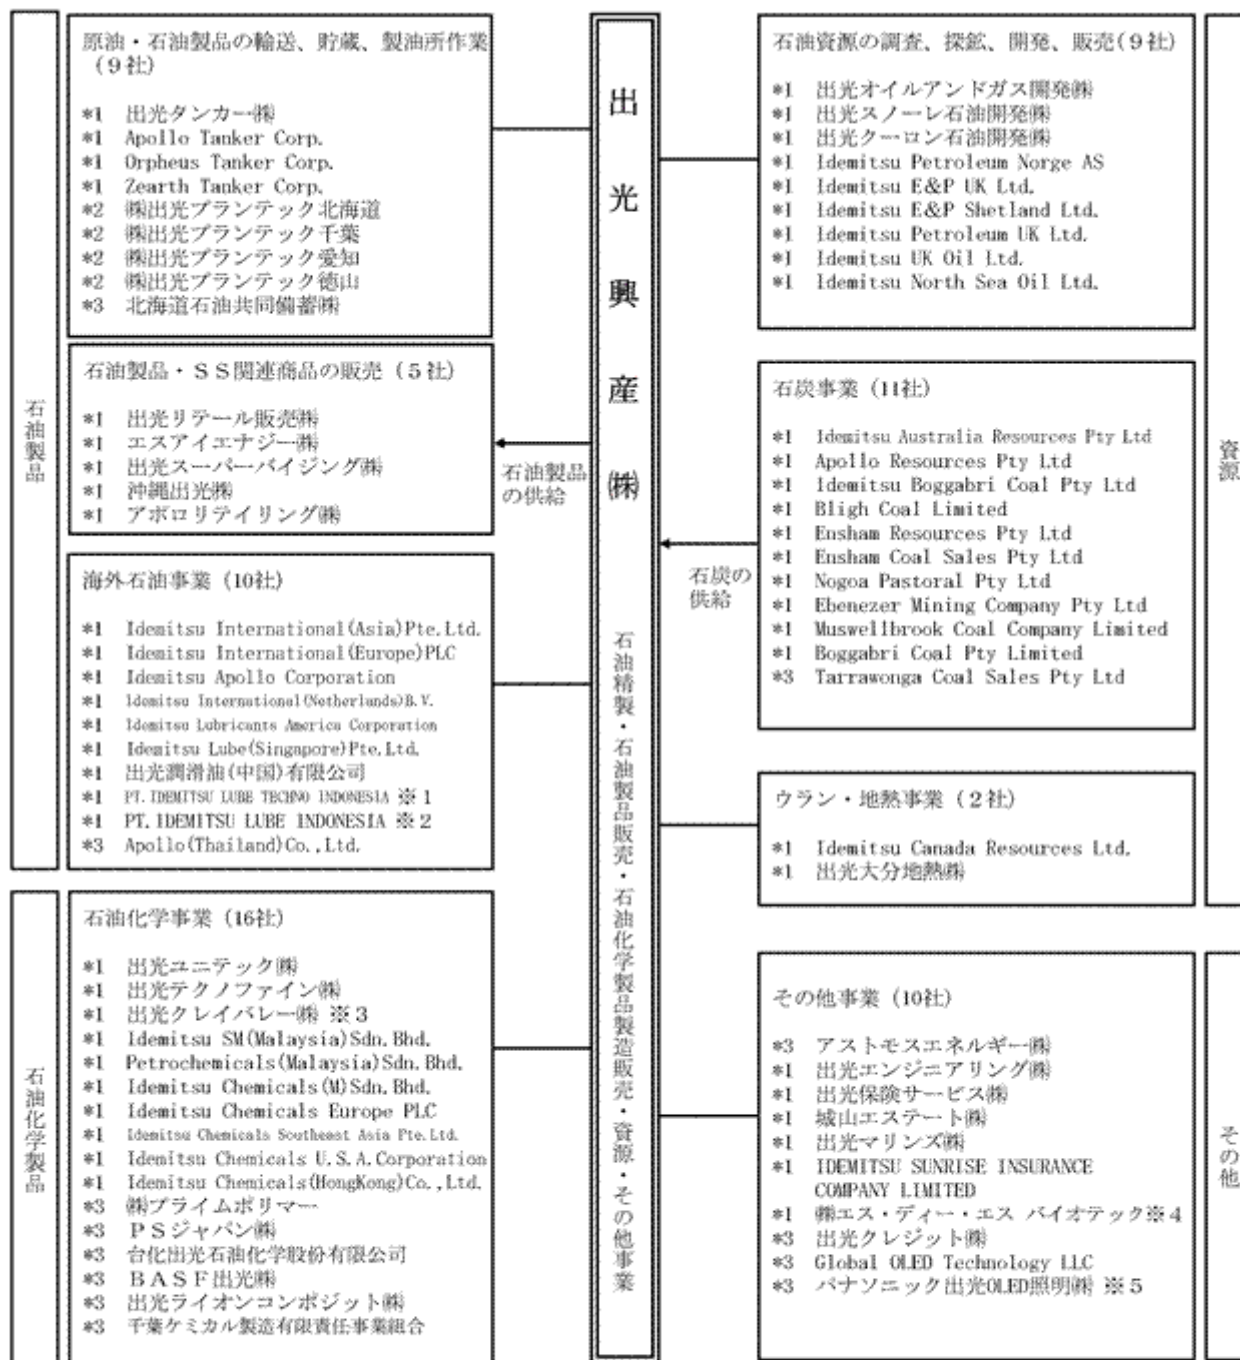 石油製品
原油・石油製品の輸送、貯蔵、製油所作業
(9社)
*1 出光タンカー㈱
*1 Apollo Tanker Corp.
*1 Orpheus Tanker Corp.
*1 Zearth Tanker Corp.
*2 ㈱出光プランテック北海道
*2 ㈱出光プランテック千葉
*2 ㈱出光プランテック愛知
*2 ㈱出光プランテック徳山
*3 北海道石油共同備蓄㈱
石油製品・SS関連商品の販売 (5社)
*1 出光リテール販売㈱
*1 エスアイエナジー㈱
*1 出光スーパーバイジング㈱
*1 沖縄出光㈱
*1 アポロリテイリング㈱
海外石油事業 (10社)
*1 Idemitsu International(Asia)Pte.Ltd.
*1 Idemitsu International(Europe)PLC
*1 Idemitsu Apollo Corporation
*1 Idemitsu International(Netherlands)B.V.
*1 Idemitsu Lubricants America Corporation
*1 Idemitsu Lube(Singapore)Pte.Ltd.
*1 出光潤滑油(中国)有限公司
*1 PT.IDEMITSU LUBE TECHNO INDONESIA ※1
*1 PT.IDEMITSU LUBE INDONESIA ※2
*3 Apollo(Thailand)Co.,Ltd.
石油化学製品
石油化学事業 (16社)
*1 出光ユニテック㈱
*1 出光テクノファイン㈱
*1 出光クレイバレー㈱ ※3
*1 Idemitsu SM(Malaysia)Sdn.Bhd.
*1 Petrochemicals(Malaysia)Sdn.Bhd.
*1 Idemitsu Chemicals(M)Sdn.Bhd.
*1 Idemitsu Chemicals Europe PLC
*1 Idemitsu Chemicals Southeast Asia Pte.Ltd.
*1 Idemitsu Chemicals U.S.A.Corporation
*1 Idemitsu Chemicals(HongKong)Co.,Ltd.
*3 ㈱プライムポリマー
*3 PSジャパン㈱
*3 台化出光石油化学股份有限公司
*3 BASF出光㈱
*3 出光ライオンコンポジット㈱
*3 千葉ケミカル製造有限責任事業組合
石油製品
の供給
出光興産㈱
石油精製・石油製品販売・石油化学製品製造販売・資源・その他事業
石炭の
供給
石油資源の調査、探鉱、開発、販売(9社)
*1 出光オイルアンドガス開発㈱
*1 出光スノーレ石油開発㈱
*1 出光クーロン石油開発㈱
*1 Idemitsu Petroleum Norge AS
*1 Idemitsu E&P UK Ltd.
*1 Idemitsu E&P Shetland Ltd.
*1 Idemitsu Petroleum UK Ltd.
*1 Idemitsu UK Oil Ltd.
*1 Idemitsu North Sea Oil Ltd.
石炭事業 (11社)
*1 Idemitsu Australia Resources Pty Ltd
*1 Apollo Resources Pty Ltd
*1 Idemitsu Boggabri Coal Pty Ltd
*1 Bligh Coal Limited
*1 Ensham Resources Pty Ltd
*1 Ensham Coal Sales Pty Ltd
*1 Nogoa Pastoral Pty Ltd
*1 Ebenezer Mining Company Pty Ltd
*1 Muswellbrook Coal Company Limited
*1 Boggabri Coal Pty Limited
*3 Tarrawonga Coal Sales Pty Ltd
ウラン・地熱事業 (2社)
*1 Idemitsu Canada Resources Ltd.
*1 出光大分地熱㈱
資源
その他事業 (10社)
*3 アストモスエネルギー㈱
*1 出光エンジニアリング㈱
*1 出光保険サービス㈱
*1 城山エステート㈱
*1 出光マリンズ㈱
*1 IDEMITSU SUNRISE INSURANCE
COMPANY LIMITED
*1 ㈱エス・ディー・エス バイオテック※4
*3 出光クレジット㈱
*3 Global OLED Technology LLC
*3 パナソニック出光OLED照明㈱ ※5
その他